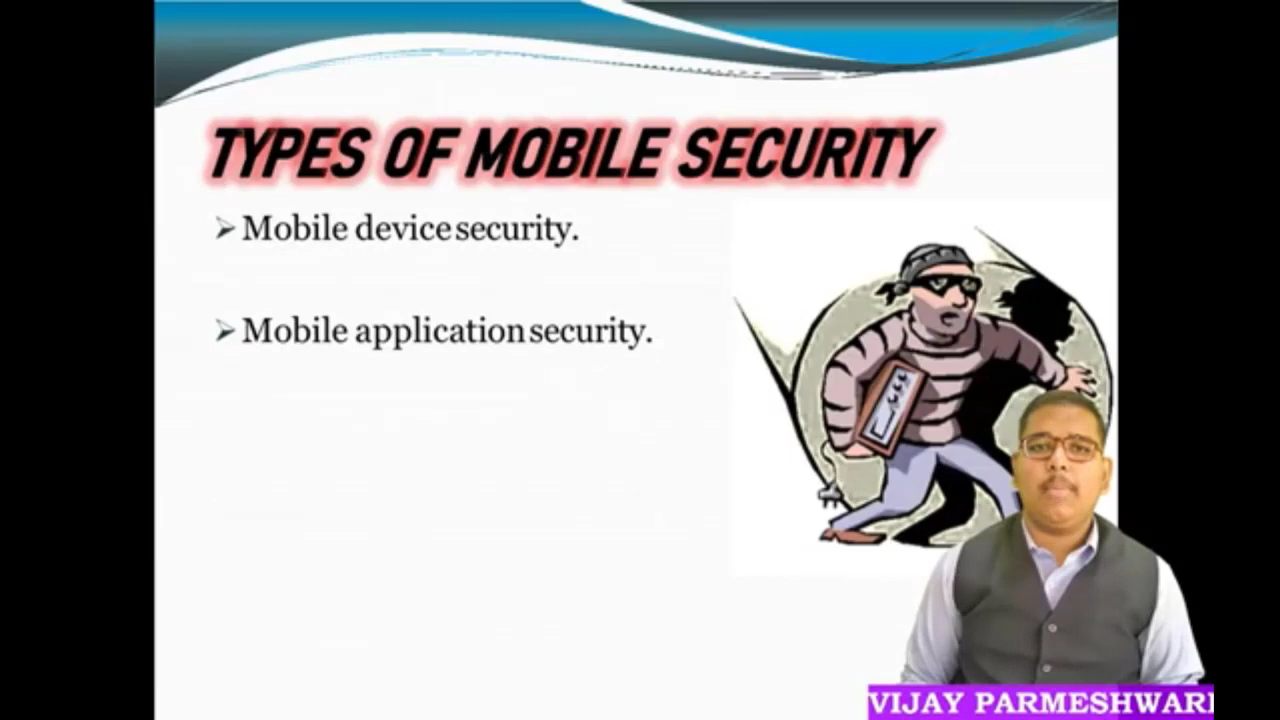 TYPES OF MOBILE SECURITY
➢ Mobile device security.
➢ Mobile application security.
VIJAY PARMESHWARI